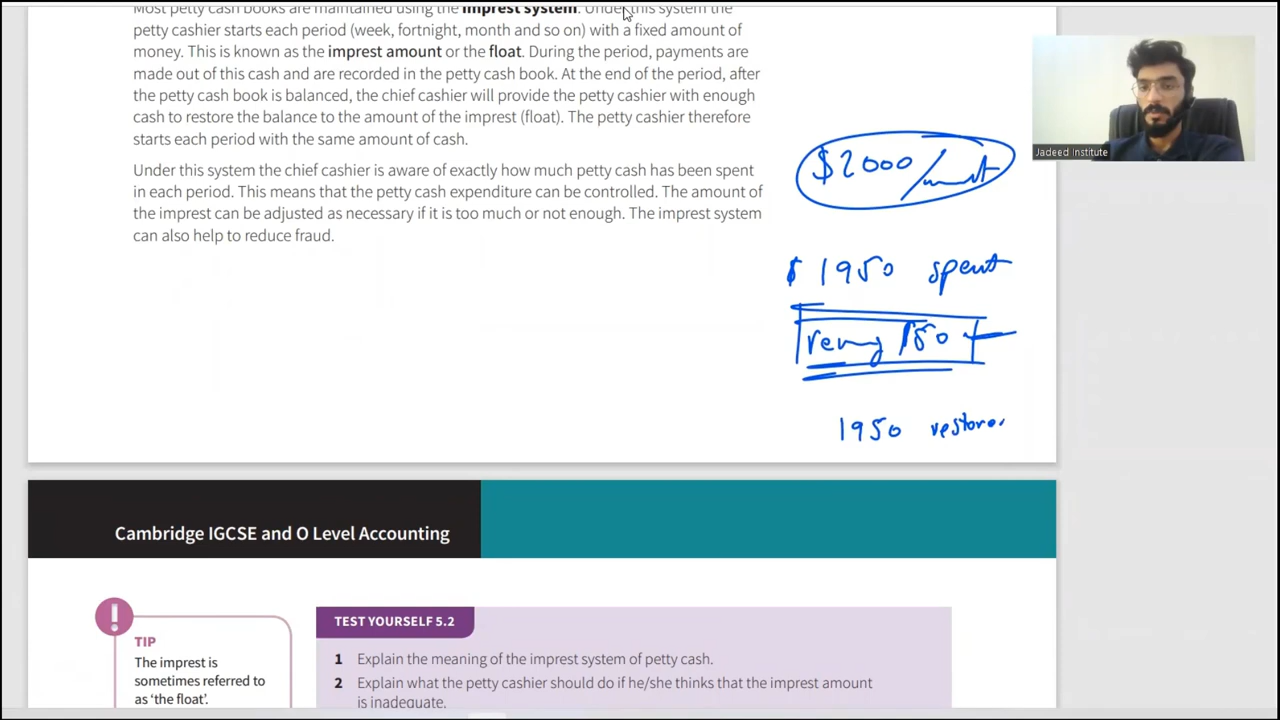 Most petty cash books are maintained using the imprest system. Under this system the
petty cashier starts each period (week, fortnight, month and so on) with a fixed amount of
money. This is known as the imprest amount or the float. During the period, payments are
made out of this cash and are recorded in the petty cash book. At the end of the period, after
the petty cash book is balanced, the chief cashier will provide the petty cashier with enough
cash to restore the balance to the amount of the imprest (float). The petty cashier therefore
starts each period with the same amount of cash.
Under this system the chief cashier is aware of exactly how much petty cash has been spent
in each period. This means that the petty cash expenditure can be controlled. The amount of
the imprest can be adjusted as necessary if it is too much or not enough. The imprest system
can also help to reduce fraud.
Jadeed Institute
$2000/
$ 1950 spent
50
1950 restore
Cambridge IGCSE and O Level Accounting
TIP
The imprest is
sometimes referred to
as ‘the float’.
TEST YOURSELF 5.2
1 Explain the meaning of the imprest system of petty cash.
2 Explain what the petty cashier should do if he/she thinks that the imprest amount
is inadequate.